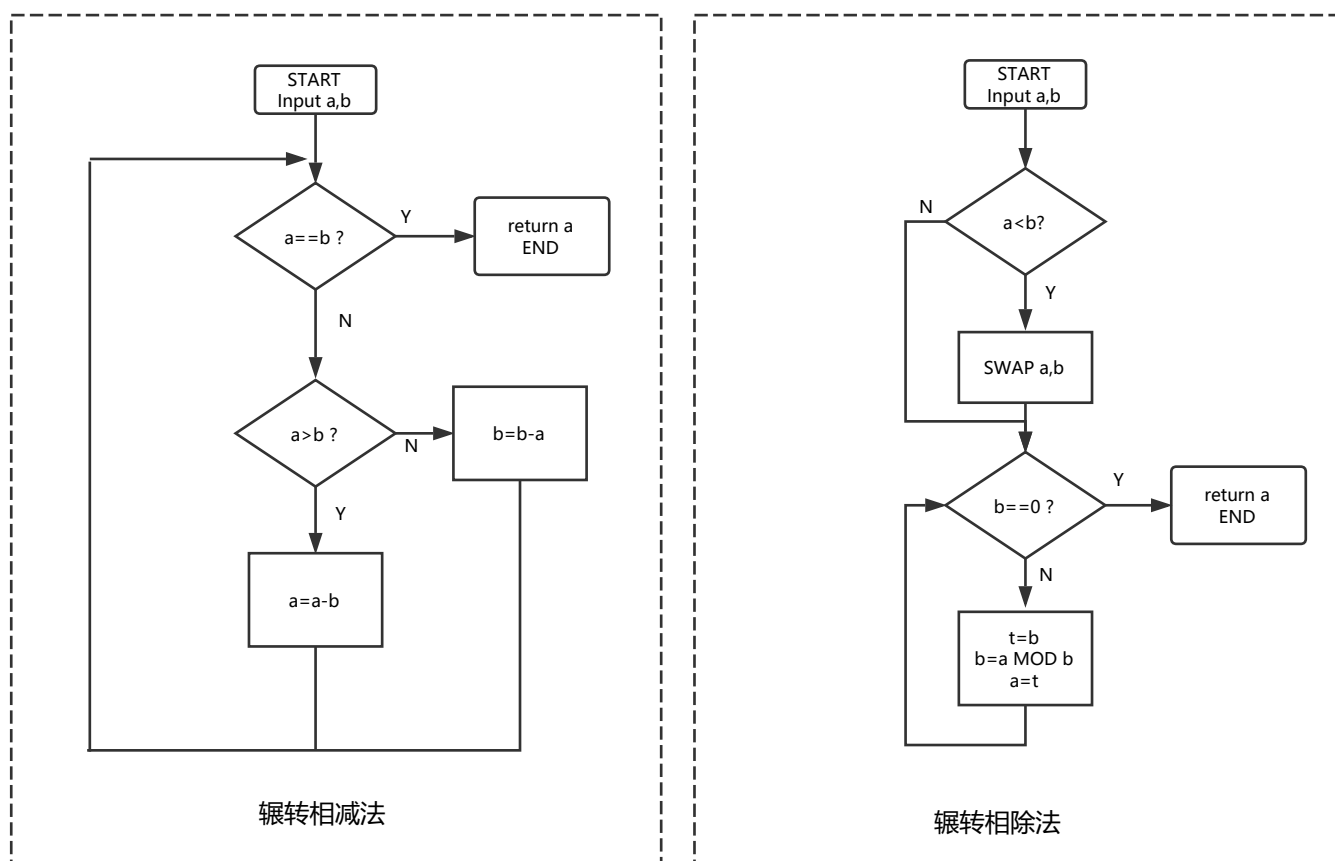 START
Input a,b
a==b ?
Y
return a
END
N
a>b ?
N
b=b-a
Y
a=a-b
辗转相减法
START
Input a,b
N
a<b?
Y
SWAP a,b
b==0 ?
Y
return a
END
N
t=b
b=a MOD b
a=t
辗转相除法